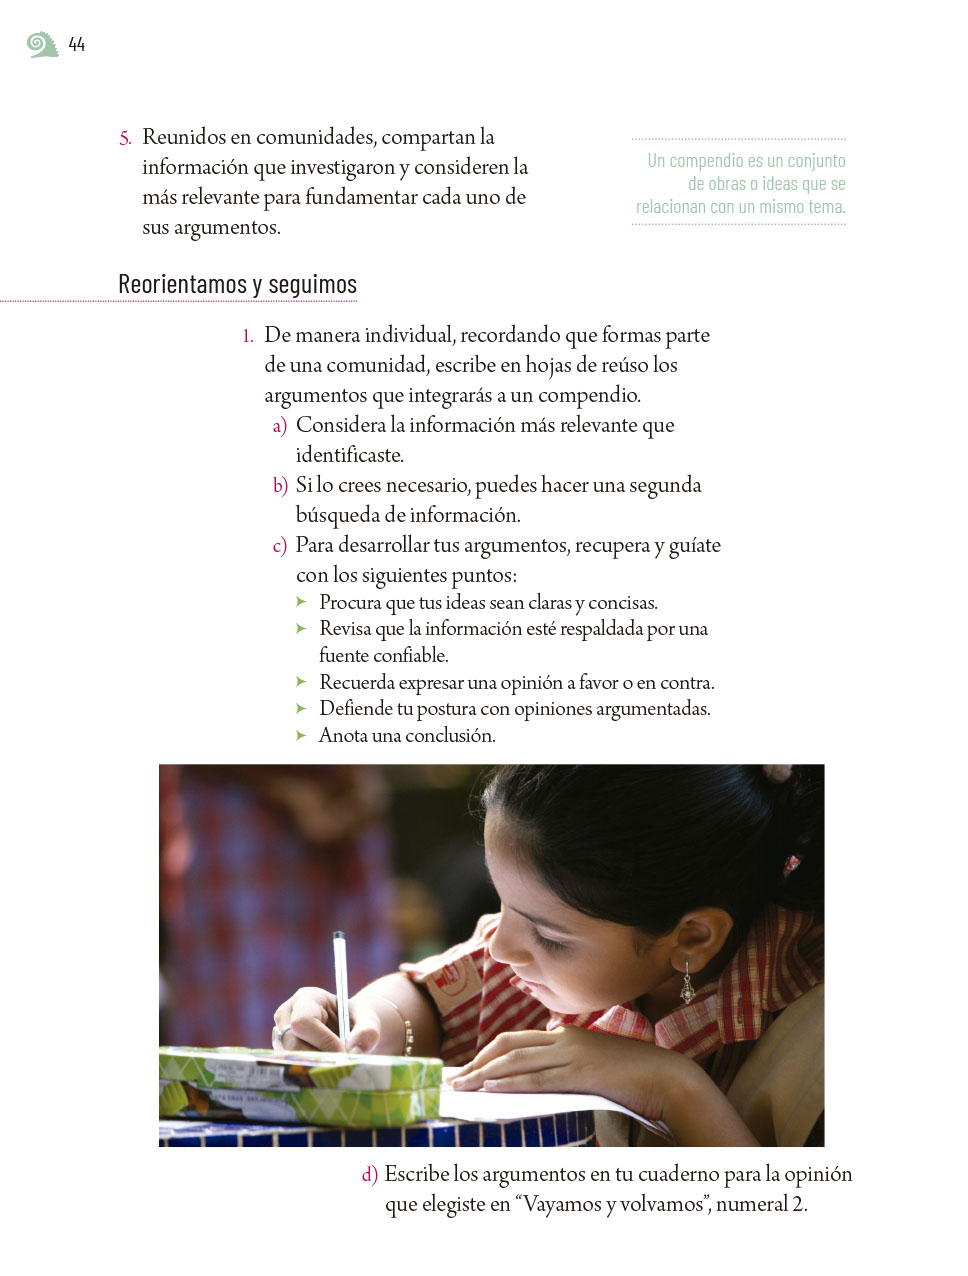 44
5. Reunidos en comunidades, compartan la
información que investigaron y consideren la
más relevante para fundamentar cada uno de
sus argumentos.
Un compendio es un conjunto
de obras o ideas que se
relacionan con un mismo tema.
Reorientamos y seguimos
1. De manera individual, recordando que formas parte
de una comunidad, escribe en hojas de reúso los
argumentos que integrarás a un compendio.
a) Considera la información más relevante que
identificaste.
b) Si lo crees necesario, puedes hacer una segunda
búsqueda de información.
c) Para desarrollar tus argumentos, recupera y guíate
con los siguientes puntos:
Procura que tus ideas sean claras y concisas.
Revisa que la información esté respaldada por una
fuente confiable.
Recuerda expresar una opinión a favor o en contra.
Defiende tu postura con opiniones argumentadas.
Anota una conclusión.
d) Escribe los argumentos en tu cuaderno para la opinión
que elegiste en “Vayamos y volvamos”, numeral 2.